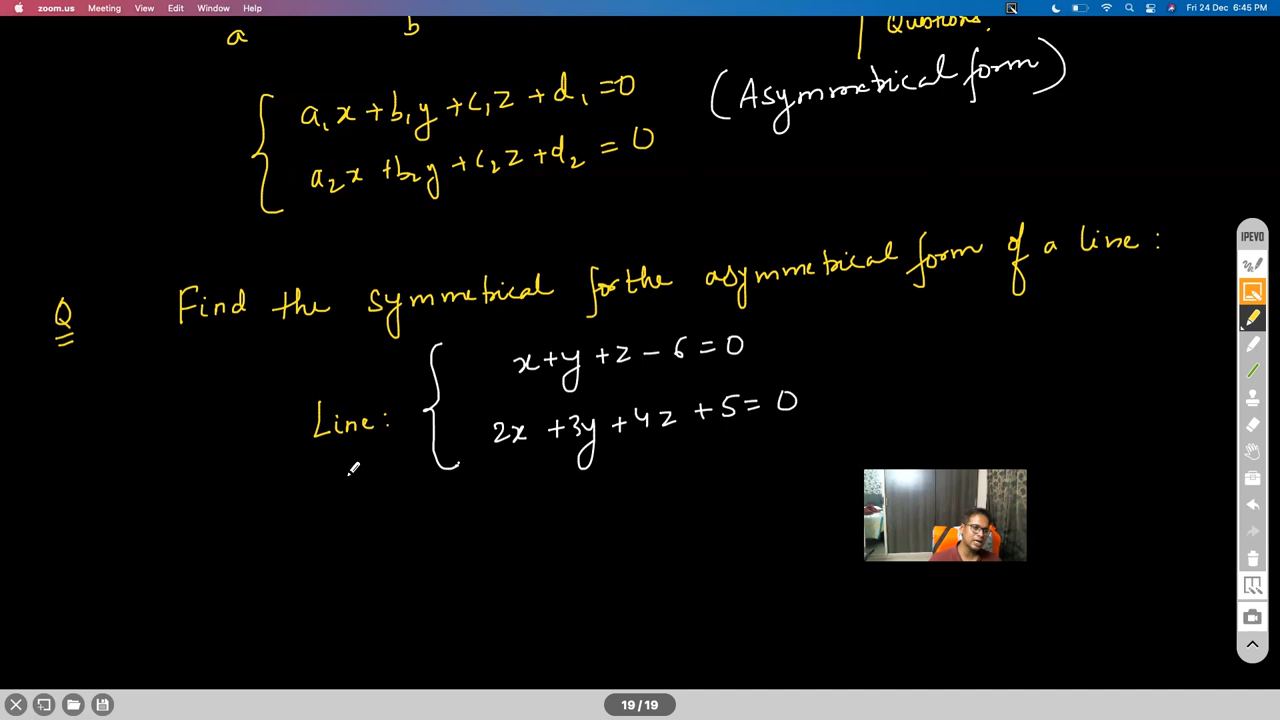 zoom.us Meeting View Edit Window Help Fri 24 Dec 6:45 PM
a b Questions.
a₁x + b₁y + c₁z + d₁ = 0 (Asymmetrical form)
a₂x + b₂y + c₂z + d₂ = 0
Q Find the symmetrical for the asymmetrical form of a line :
x + y + z - 6 = 0
Line :
2x + 3y + 4z + 5 = 0
IPEVO
19 / 19